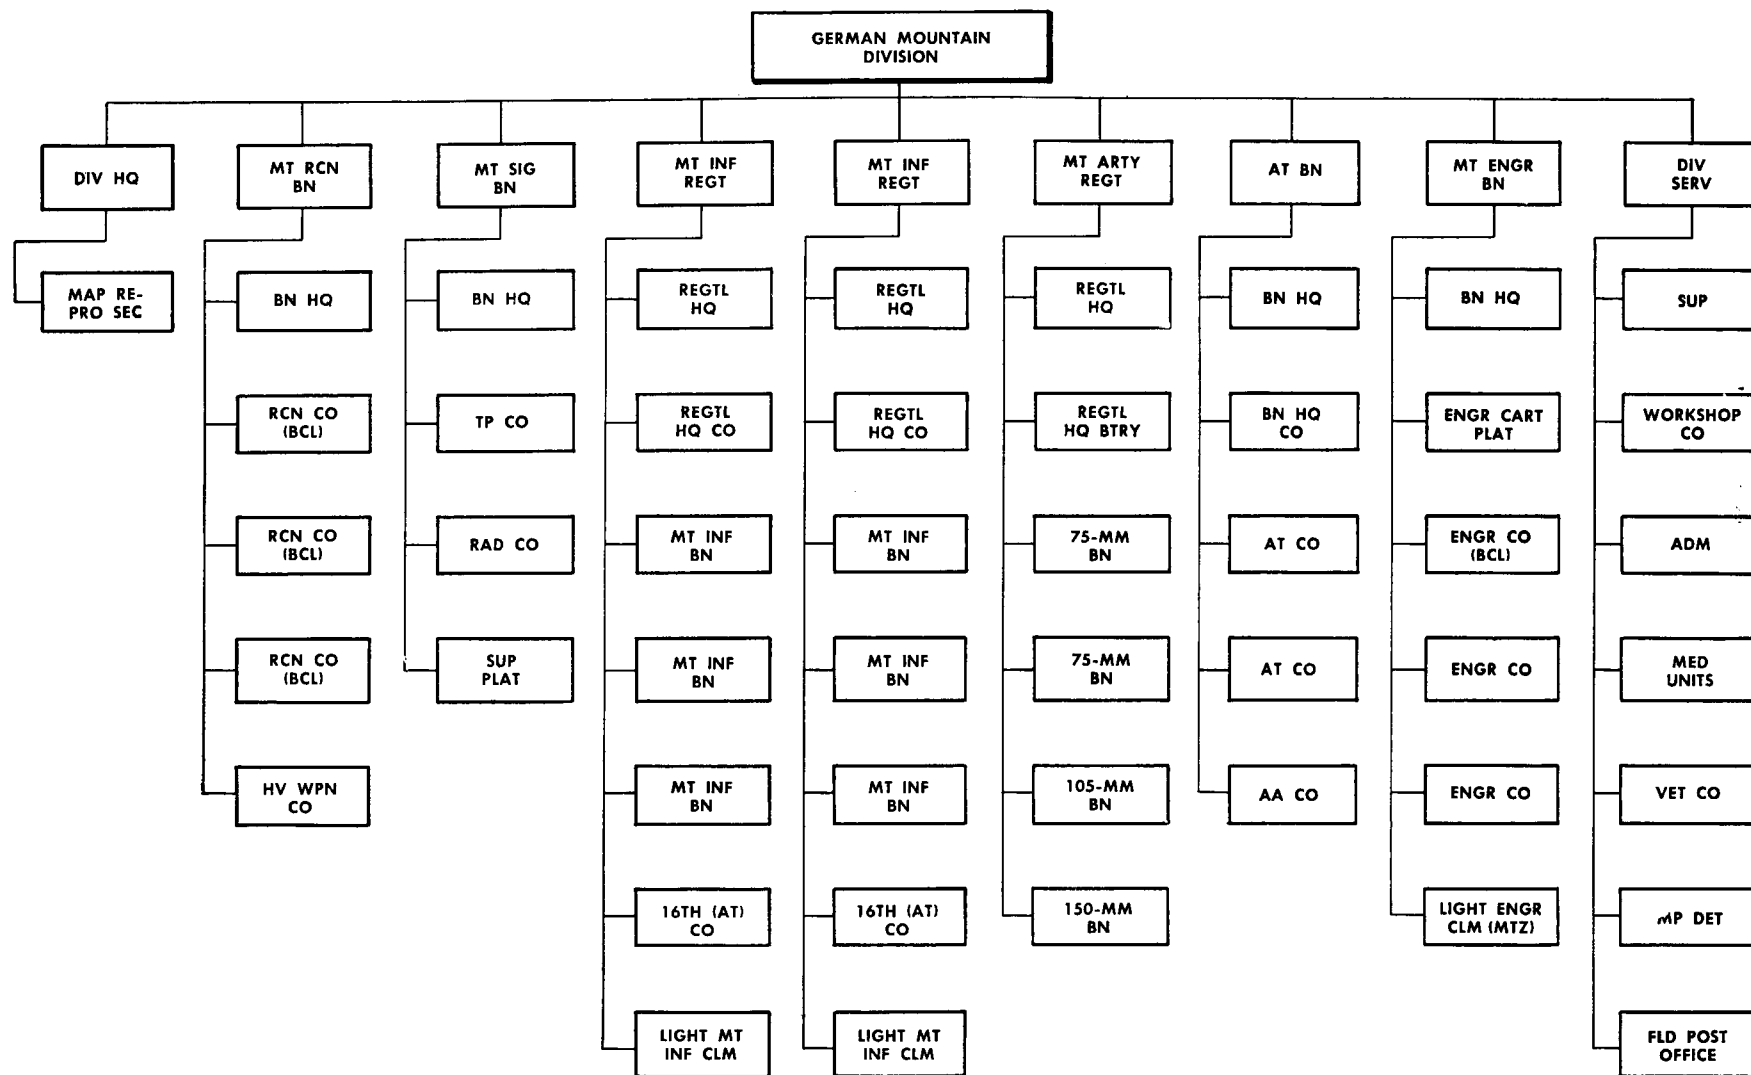 GERMAN MOUNTAIN
DIVISION
DIV HQ
MAP RE-
PRO SEC
MT RCN
BN
BN HQ
RCN CO
(BCL)
RCN CO
(BCL)
RCN CO
(BCL)
HV WPN
CO
MT SIG
BN
BN HQ
TP CO
RAD CO
SUP
PLAT
MT INF
REGT
REGTL
HQ
REGTL
HQ CO
MT INF
BN
MT INF
BN
MT INF
BN
16TH (AT)
CO
LIGHT MT
INF CLM
MT INF
REGT
REGTL
HQ
REGTL
HQ CO
MT INF
BN
MT INF
BN
MT INF
BN
16TH (AT)
CO
LIGHT MT
INF CLM
MT ARTY
REGT
REGTL
HQ
REGTL
HQ BTRY
75-MM
BN
75-MM
BN
105-MM
BN
150-MM
BN
AT BN
BN HQ
BN HQ
CO
AT CO
AT CO
AA CO
MT ENGR
BN
BN HQ
ENGR CART
PLAT
ENGR CO
(BCL)
ENGR CO
ENGR CO
LIGHT ENGR
CLM (MTZ)
DIV
SERV
SUP
WORKSHOP
CO
ADM
MED
UNITS
VET CO
MP DET
FLD POST
OFFICE